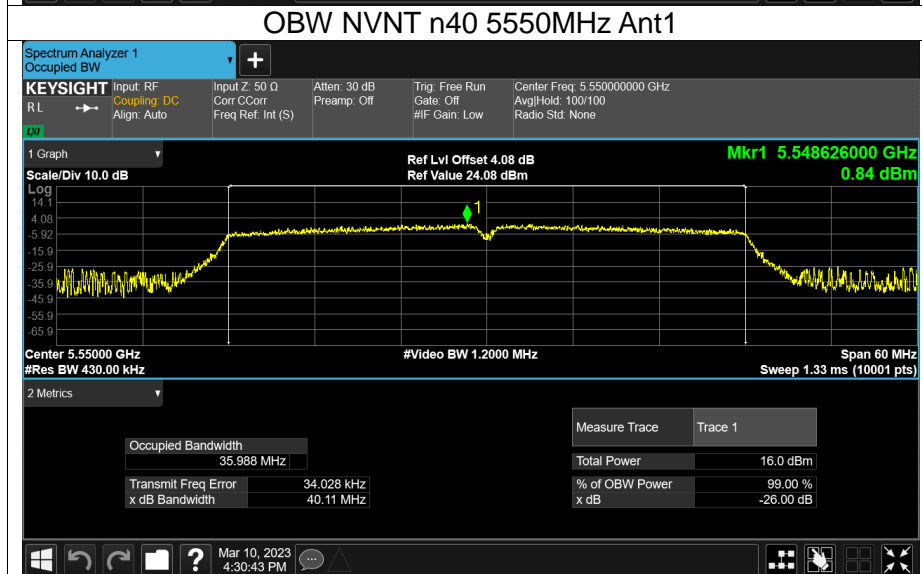 OBW NVNT n40 5550MHz Ant1
Spectrum Analyzer 1
Occupied BW
KEYSIGHT
R L
LXI
Input: RF
Coupling: DC
Align: Auto
Input Z: 50 Ω
Corr CCorr
Freq Ref: Int (S)
Atten: 30 dB
Preamp: Off
Trig: Free Run
Gate: Off
#IF Gain: Low
Center Freq: 5.550000000 GHz
Avg|Hold: 100/100
Radio Std: None
1 Graph
Scale/Div 10.0 dB
Ref Lvl Offset 4.08 dB
Ref Value 24.08 dBm
Mkr1 5.548626000 GHz
0.84 dBm
Log
14.1
4.08
-5.92
-15.9
-25.9
-35.9
-45.9
-55.9
-65.9
1
Center 5.55000 GHz
#Res BW 430.00 kHz
#Video BW 1.2000 MHz
Span 60 MHz
Sweep 1.33 ms (10001 pts)
2 Metrics
Measure Trace Trace 1
Occupied Bandwidth
35.988 MHz
Total Power 16.0 dBm
Transmit Freq Error 34.028 kHz
% of OBW Power 99.00 %
x dB Bandwidth 40.11 MHz
x dB -26.00 dB
?
Mar 10, 2023
4:30:43 PM